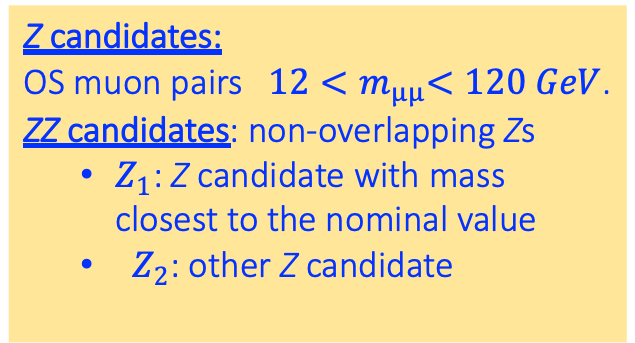 Z candidates:
OS muon pairs 12 < mμμ < 120 GeV.
ZZ candidates: non-overlapping Zs
• Z1: Z candidate with mass
closest to the nominal value
• Z2: other Z candidate